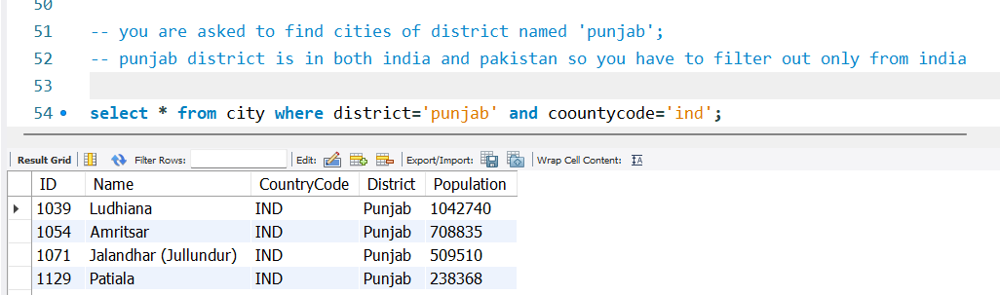 50
51 -- you are asked to find cities of district named 'punjab';
52 -- punjab district is in both india and pakistan so you have to filter out only from india
53
54 select * from city where district='punjab' and coountycode='ind';
Result Grid Filter Rows: Edit: Export/Import: Wrap Cell Content: IA
ID Name CountryCode District Population
1039 Ludhiana IND Punjab 1042740
1054 Amritsar IND Punjab 708835
1071 Jalandhar (Jullundur) IND Punjab 509510
1129 Patiala IND Punjab 238368